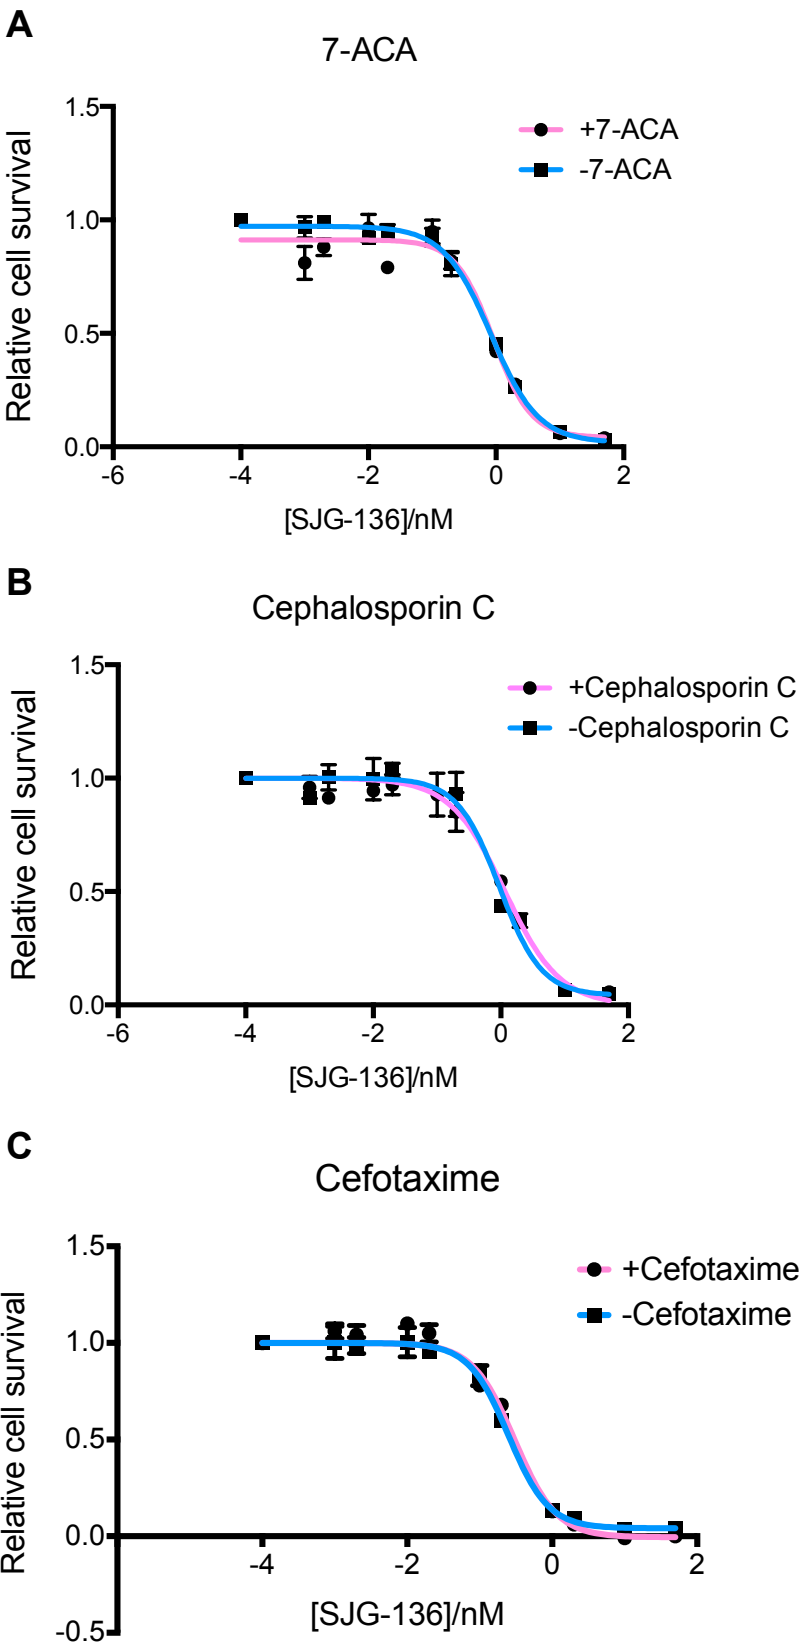 A
7-ACA
1.5
1.0
0.5
0.0
Relative cell survival
+7-ACA
-7-ACA
-6 -4 -2 0 2
[SJG-136]/nM
B
Cephalosporin C
1.5
1.0
0.5
0.0
Relative cell survival
+Cephalosporin C
-Cephalosporin C
-6 -4 -2 0 2
[SJG-136]/nM
C
Cefotaxime
1.5
1.0
0.5
0.0
-0.5
Relative cell survival
+Cefotaxime
-Cefotaxime
-4 -2 0 2
[SJG-136]/nM